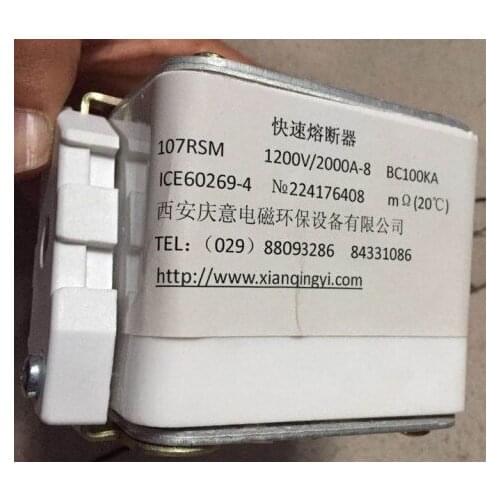 快速熔断器
107RSM 1200V/2000A-8 BC100KA
ICE60269-4 №224176408 mΩ(20℃)
西安庆意电磁环保设备有限公司
TEL：（029）88093286 84331086
http://www.xianqingyi.com